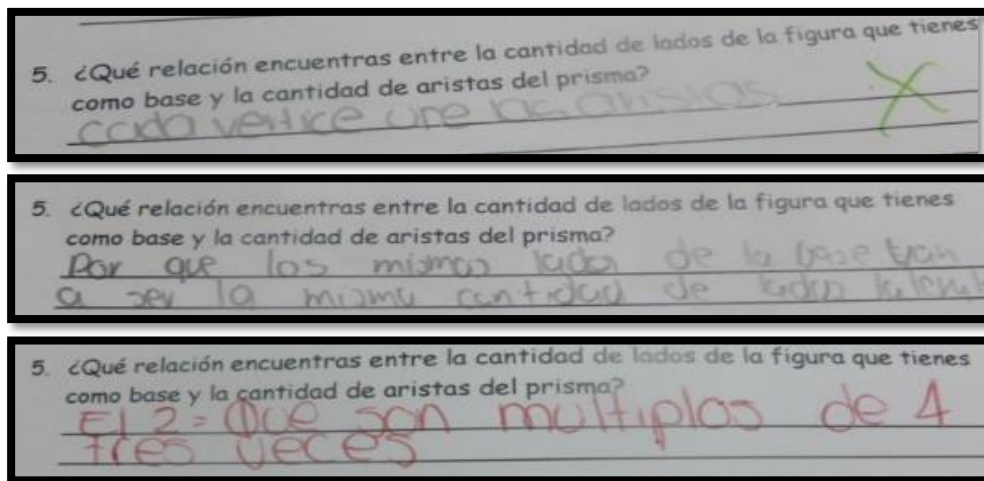 5. ¿Qué relación encuentras entre la cantidad de lados de la figura que tienes
como base y la cantidad de aristas del prisma?
cada vertice une las aristas
5. ¿Qué relación encuentras entre la cantidad de lados de la figura que tienes
como base y la cantidad de aristas del prisma?
Por que los mismos lados de la base van
a ser la misma cantidad de lados
5. ¿Qué relación encuentras entre la cantidad de lados de la figura que tienes
como base y la cantidad de aristas del prisma?
El 2 = Que son multiplos de 4
tres veces